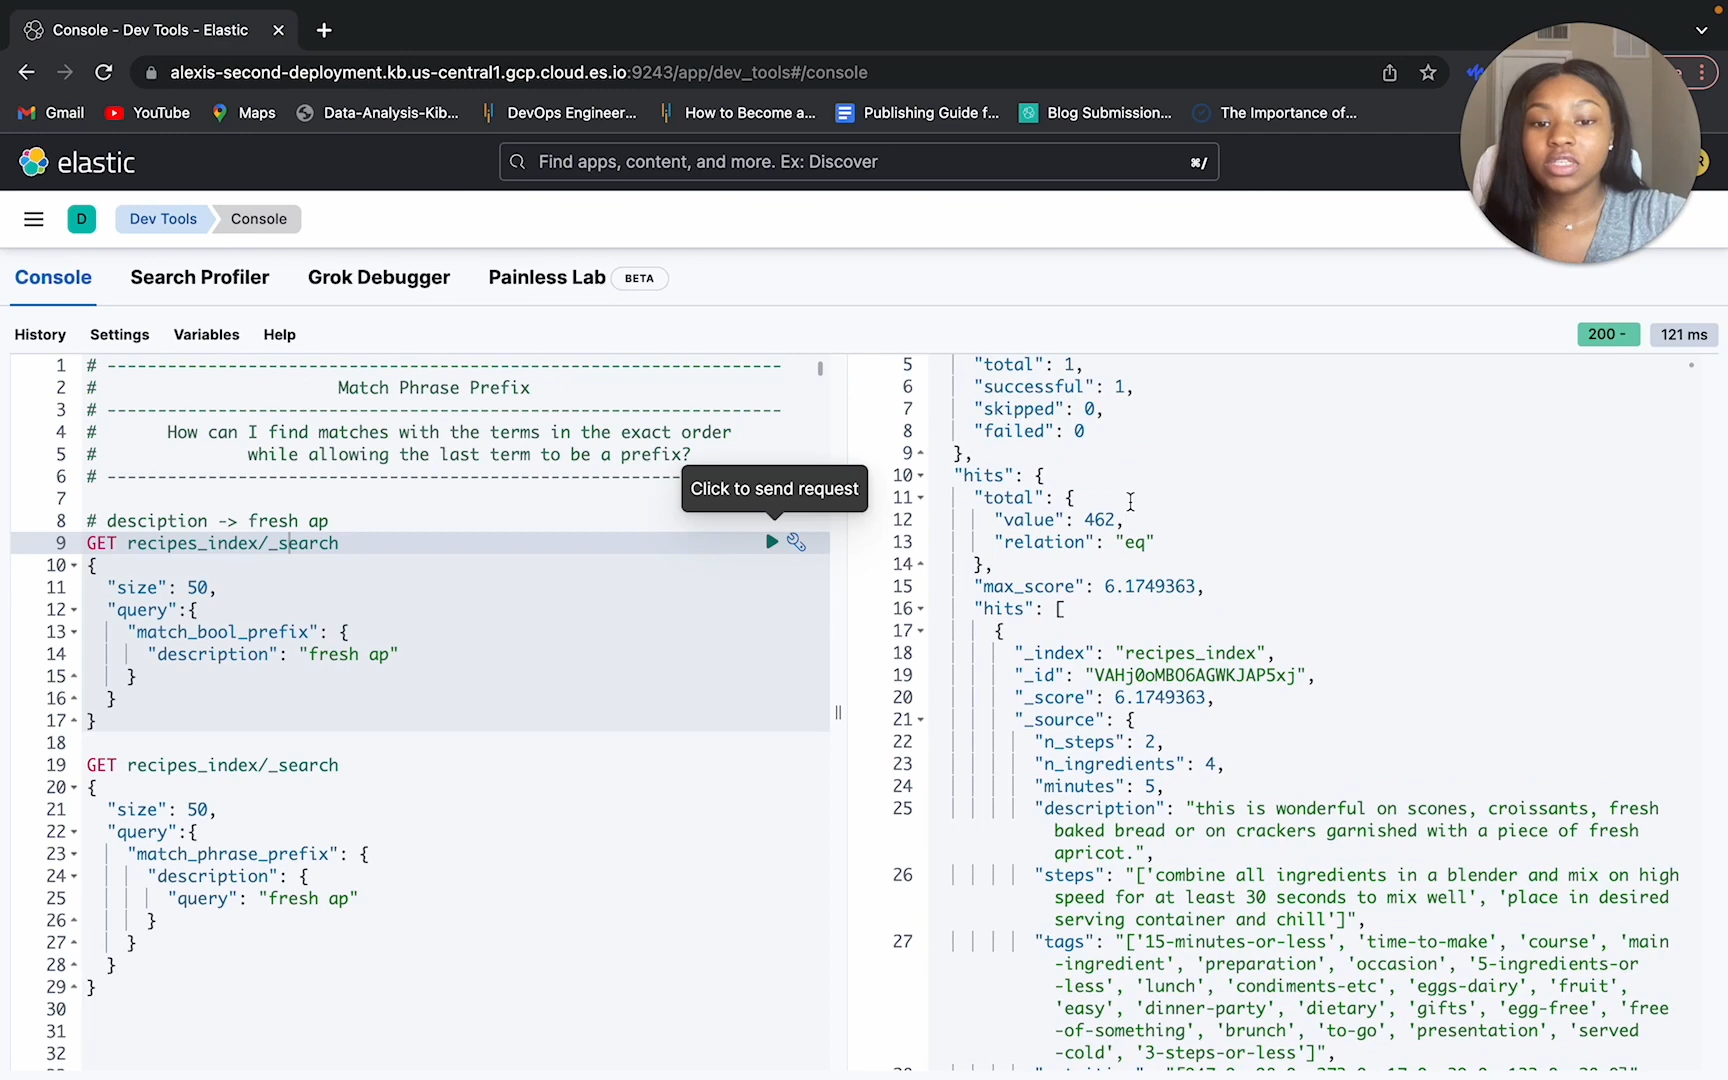 Console - Dev Tools - Elastic
alexis-second-deployment.kb.us-central1.gcp.cloud.es.io:9243/app/dev_tools#/console
Gmail YouTube Maps Data-Analysis-Kib... DevOps Engineer... How to Become a... Publishing Guide f... Blog Submission... The Importance of...
elastic
Find apps, content, and more. Ex: Discover ⌘/
D Dev Tools Console
Console Search Profiler Grok Debugger Painless Lab BETA
History Settings Variables Help
200 - 121 ms
1 # -------------------------------------------------------------------
2 # Match Phrase Prefix
3 # -------------------------------------------------------------------
4 # How can I find matches with the terms in the exact order
5 # while allowing the last term to be a prefix?
6 # -------------------------------------------------------------------
Click to send request
7
8 # desciption -> fresh ap
9 GET recipes_index/_search
10 {
11 "size": 50,
12 "query":{
13 "match_bool_prefix": {
14 "description": "fresh ap"
15 }
16 }
17 }
18
19 GET recipes_index/_search
20 {
21 "size": 50,
22 "query":{
23 "match_phrase_prefix": {
24 "description": {
25 "query": "fresh ap"
26 }
27 }
28 }
29 }
30
31
32
5 "total": 1,
6 "successful": 1,
7 "skipped": 0,
8 "failed": 0
9 },
10 "hits": {
11 "total": {
12 "value": 462,
13 "relation": "eq"
14 },
15 "max_score": 6.1749363,
16 "hits": [
17 {
18 "_index": "recipes_index",
19 "_id": "VAHj0oMBO6AGWKJAP5xj",
20 "_score": 6.1749363,
21 "_source": {
22 "n_steps": 2,
23 "n_ingredients": 4,
24 "minutes": 5,
25 "description": "this is wonderful on scones, croissants, fresh
baked bread or on crackers garnished with a piece of fresh
apricot.",
26 "steps": "['combine all ingredients in a blender and mix on high
speed for at least 30 seconds to mix well', 'place in desired
serving container and chill']",
27 "tags": "['15-minutes-or-less', 'time-to-make', 'course', 'main
-ingredient', 'preparation', 'occasion', '5-ingredients-or
-less', 'lunch', 'condiments-etc', 'eggs-dairy', 'fruit',
'easy', 'dinner-party', 'dietary', 'gifts', 'egg-free', 'free
-of-something', 'brunch', 'to-go', 'presentation', 'served
-cold', '3-steps-or-less']",